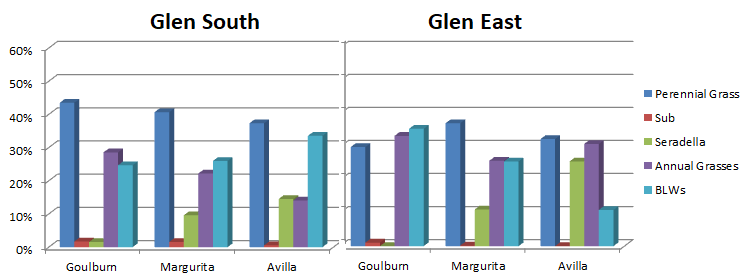 Glen South
Glen East
60%
50%
40%
30%
20%
10%
0%
Goulburn
Margurita
Avilla
Goulburn
Margurita
Avilla
Perennial Grass
Sub
Seradella
Annual Grasses
BLWs